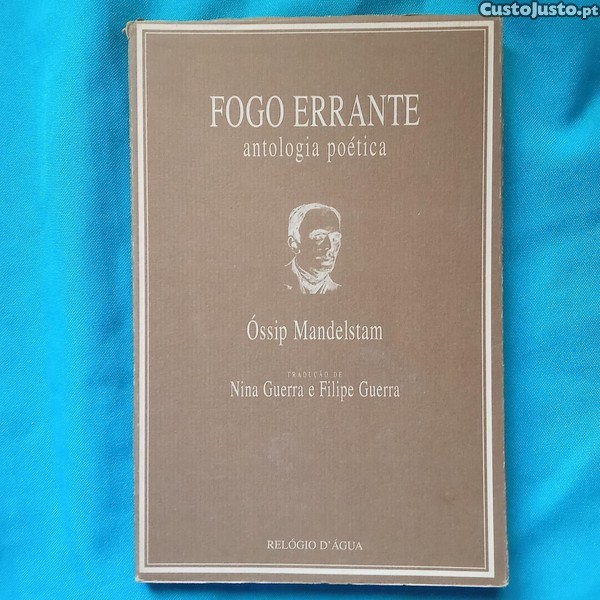 CustoJusto.pt
FOGO ERRANTE
antologia poética
Óssip Mandelstam
TRADUÇÃO DE
Nina Guerra e Filipe Guerra
RELÓGIO D'ÁGUA